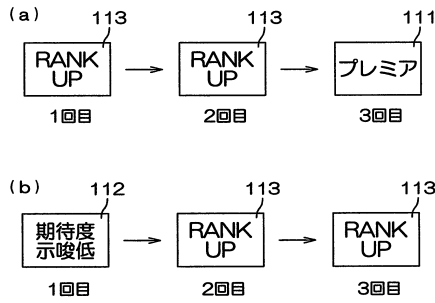 (a)
113
113
111
RANK
UP
RANK
UP
プレミア
1回目
2回目
3回目
(b)
112
113
113
期待度
示唆低
RANK
UP
RANK
UP
1回目
2回目
3回目